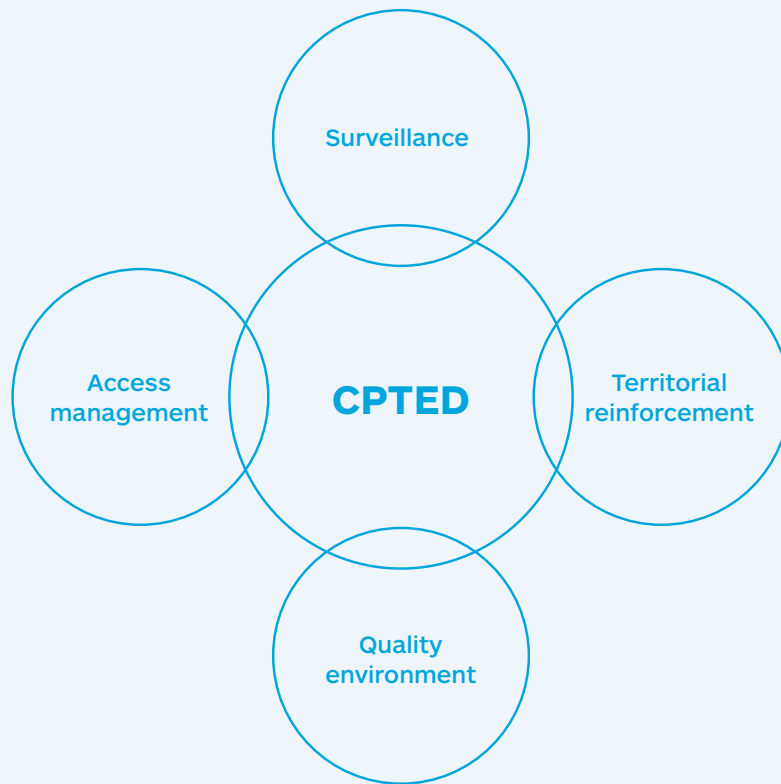 Surveillance
Access
management
CPTED
Territorial
reinforcement
Quality
environment